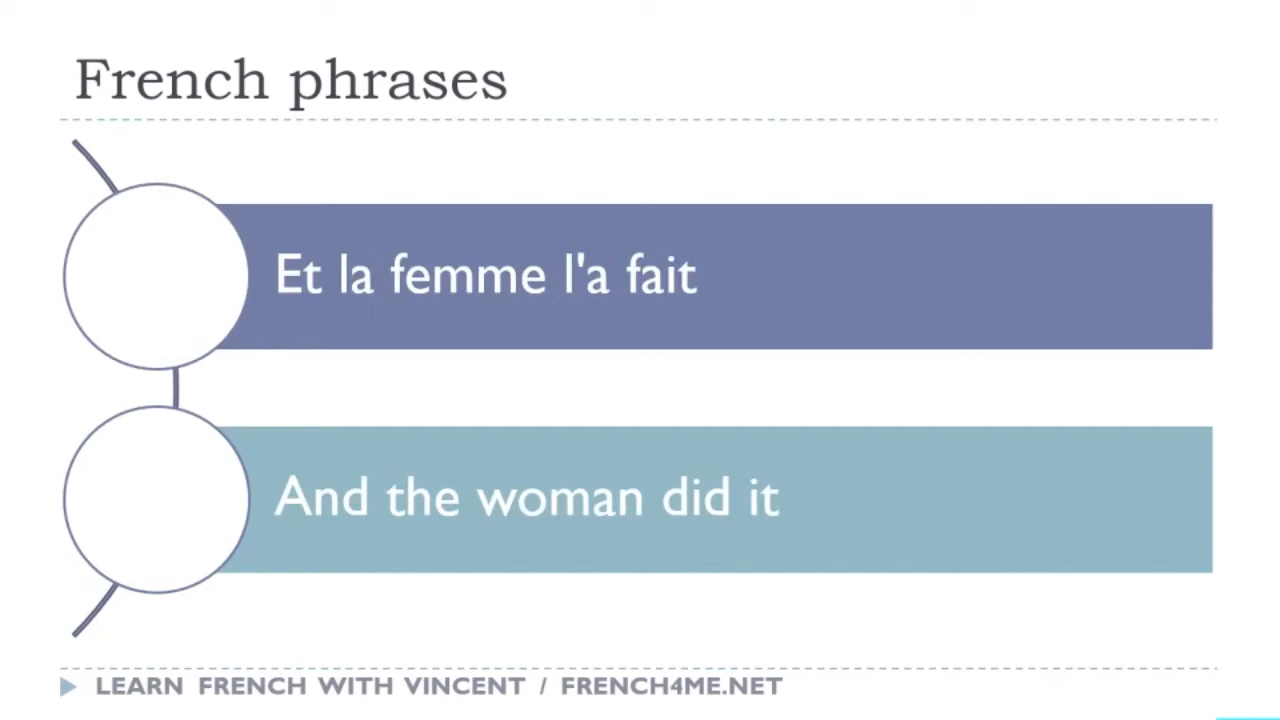 French phrases
Et la femme l'a fait
And the woman did it
LEARN FRENCH WITH VINCENT / FRENCH4ME.NET